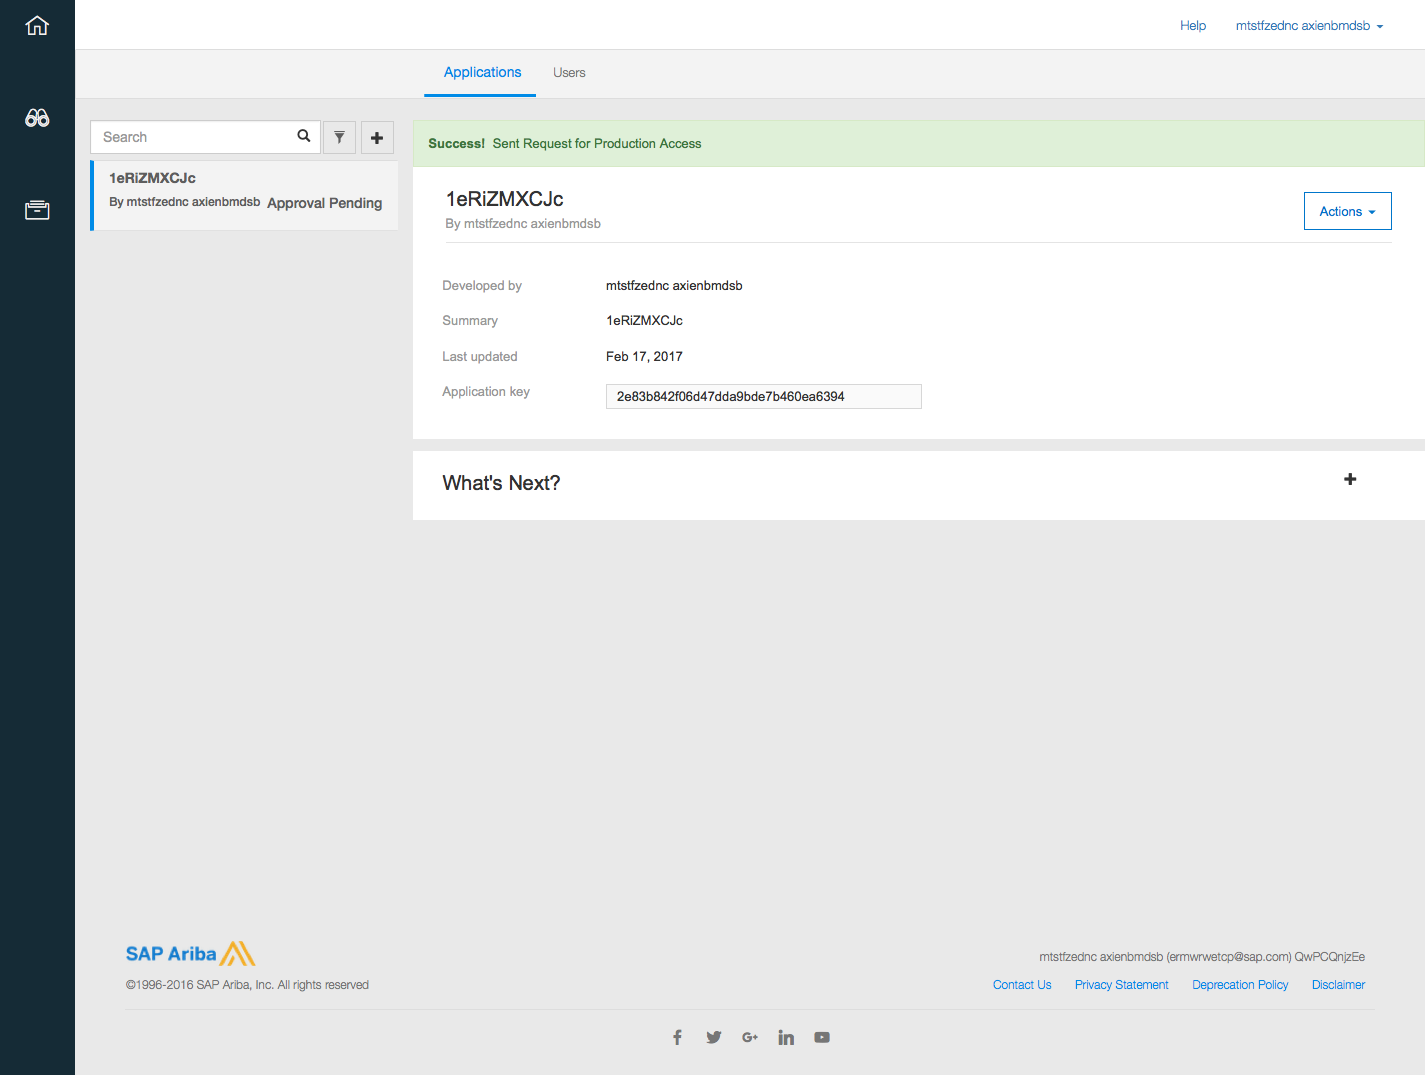 Help mtstfzednc axienbmdsb
Applications Users
Search
Success! Sent Request for Production Access
1eRiZMXCJc
By mtstfzednc axienbmdsb Approval Pending
1eRiZMXCJc
By mtstfzednc axienbmdsb
Actions
Developed by mtstfzednc axienbmdsb
Summary 1eRiZMXCJc
Last updated Feb 17, 2017
Application key 2e83b842f06d47dda9bde7b460ea6394
What's Next?
SAP Ariba
mtstfzednc axienbmdsb (ermwrwetcp@sap.com) QwPCQnjzEe
©1996-2016 SAP Ariba, Inc. All rights reserved
Contact Us Privacy Statement Deprecation Policy Disclaimer